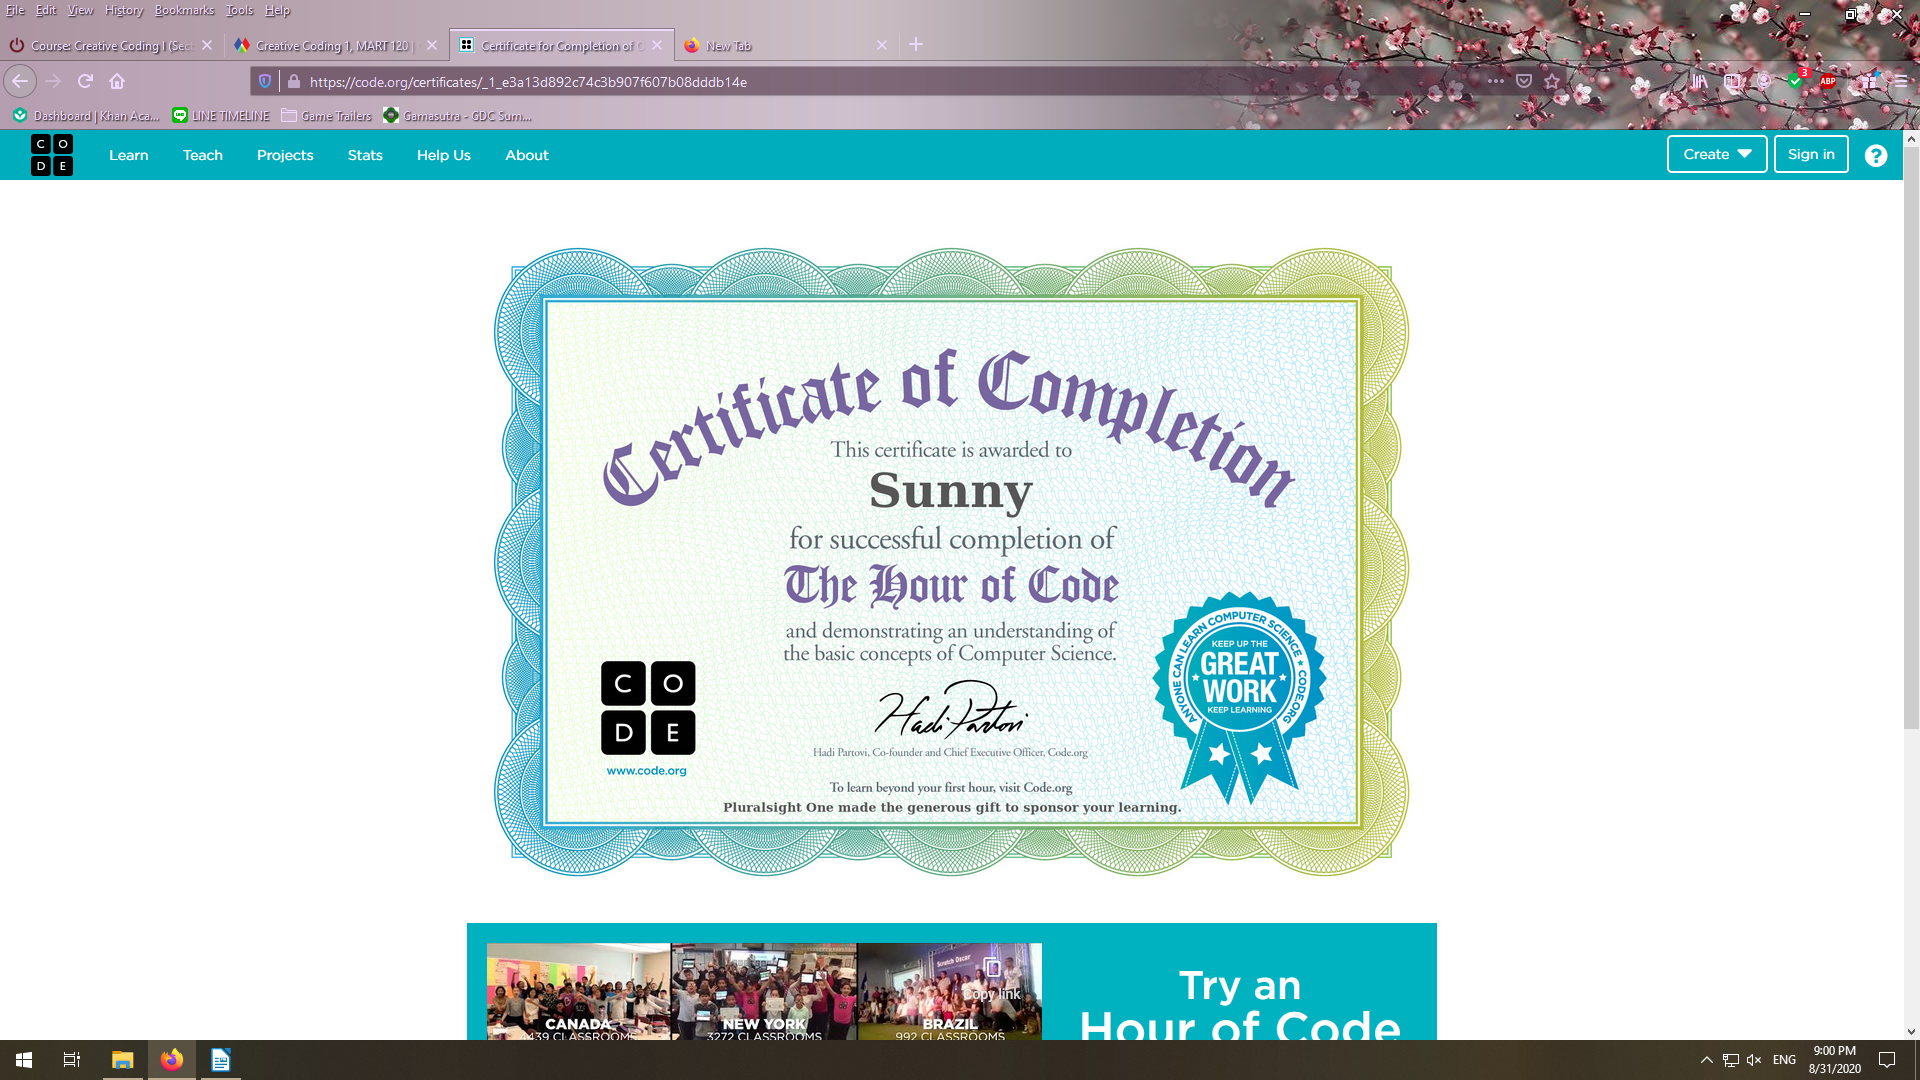 File Edit View History Bookmarks Tools Help
Course: Creative Coding I (Sect
Creative Coding 1, MART 120 |
Certificate for Completion of O
New Tab
https://code.org/certificates/_1_e3a13d892c74c3b907f607b08dddb14e
3
ABP
Dashboard | Khan Aca...
LINE TIMELINE
Game Trailers
Gamasutra - GDC Sum...
CODE
Learn
Teach
Projects
Stats
Help Us
About
Create
Sign in
?
Certificate of Completion
This certificate is awarded to
Sunny
for successful completion of
The Hour of Code
and demonstrating an understanding of
the basic concepts of Computer Science.
CODE
www.code.org
Hadi Partovi
Hadi Partovi, Co-founder and Chief Executive Officer, Code.org
ANYONE CAN LEARN COMPUTER SCIENCE ★ CODE.ORG
KEEP UP THE
GREAT
WORK
KEEP LEARNING
To learn beyond your first hour, visit Code.org
Pluralsight One made the generous gift to sponsor your learning.
Scratch Oscar
Copy link
CANADA
439 CLASSROOMS
NEW YORK
3272 CLASSROOMS
BRAZIL
992 CLASSROOMS
Try an
Hour of Code
ENG
9:00 PM
8/31/2020